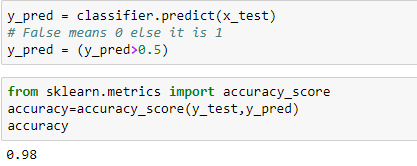 y_pred = classifier.predict(x_test)
# False means 0 else it is 1
y_pred = (y_pred>0.5)
from sklearn.metrics import accuracy_score
accuracy=accuracy_score(y_test,y_pred)
accuracy
0.98